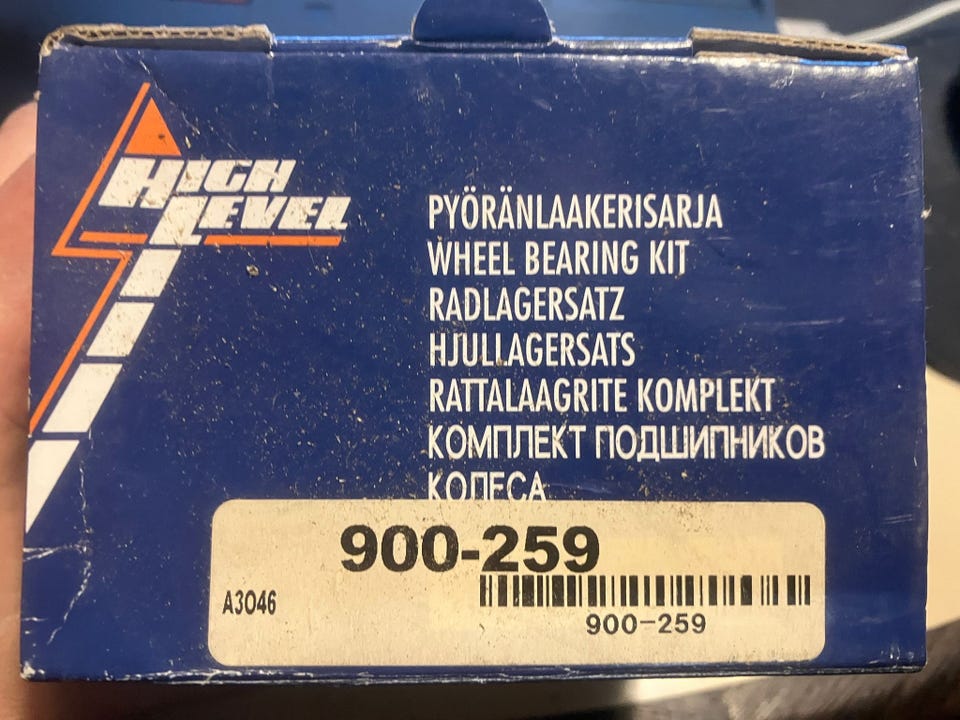 HIGH
LEVEL
PYÖRÄNLAAKERISARJA
WHEEL BEARING KIT
RADLAGERSATZ
HJULLAGERSATS
RATTALAAGRITE KOMPLEKT
КОМПЛЕКТ ПОДШИПНИКОВ
КОЛЕСА
900-259
A3046
900-259